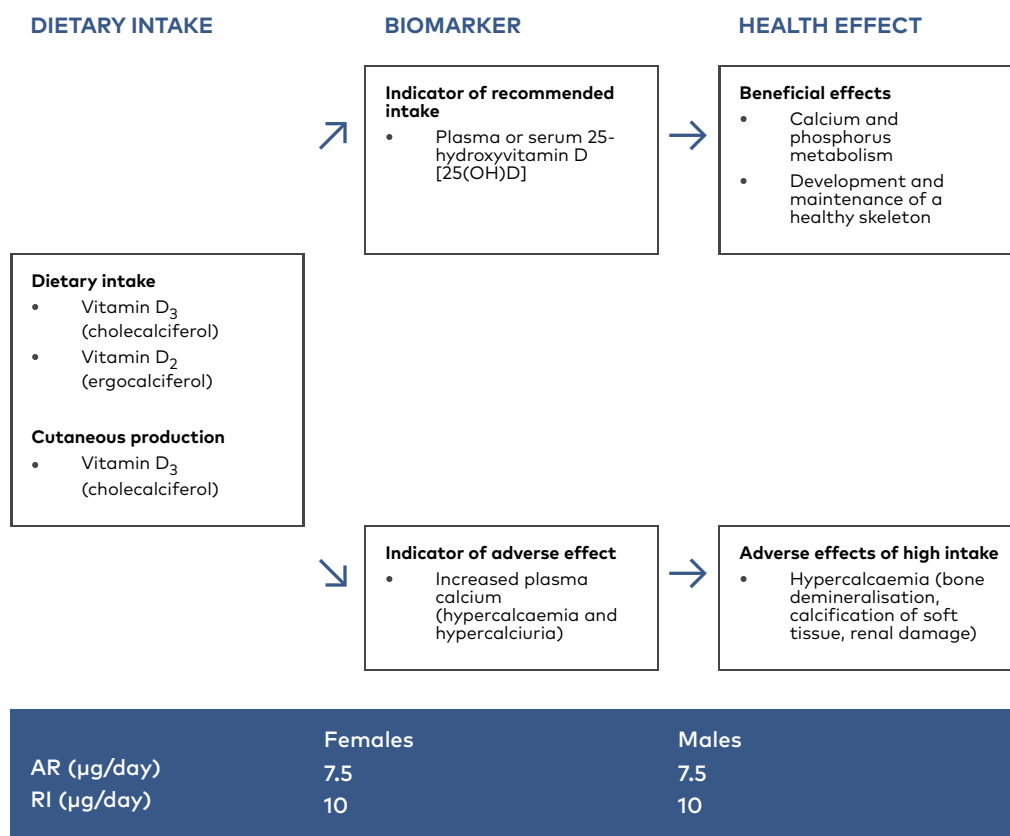 DIETARY INTAKE
BIOMARKER
HEALTH EFFECT
Dietary intake
• Vitamin D3
(cholecalciferol)
• Vitamin D2
(ergocalciferol)
Cutaneous production
• Vitamin D3
(cholecalciferol)
Indicator of recommended
intake
• Plasma or serum 25-
hydroxyvitamin D
[25(OH)D]
Beneficial effects
• Calcium and
phosphorus
metabolism
• Development and
maintenance of a
healthy skeleton
Indicator of adverse effect
• Increased plasma
calcium
(hypercalcaemia and
hypercalciuria)
Adverse effects of high intake
• Hypercalcaemia (bone
demineralisation,
calcification of soft
tissue, renal damage)
Females Males
AR (µg/day) 7.5 7.5
RI (µg/day) 10 10